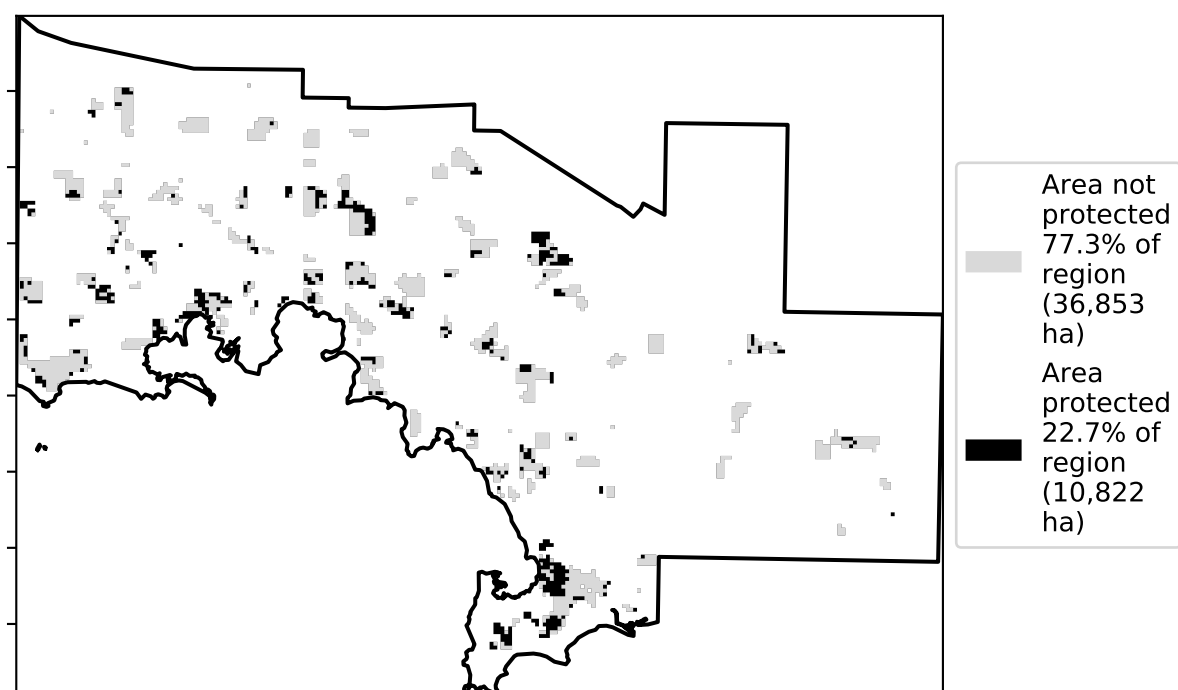 Area not
protected
77.3% of
region
(36,853
ha)
Area
protected
22.7% of
region
(10,822
ha)